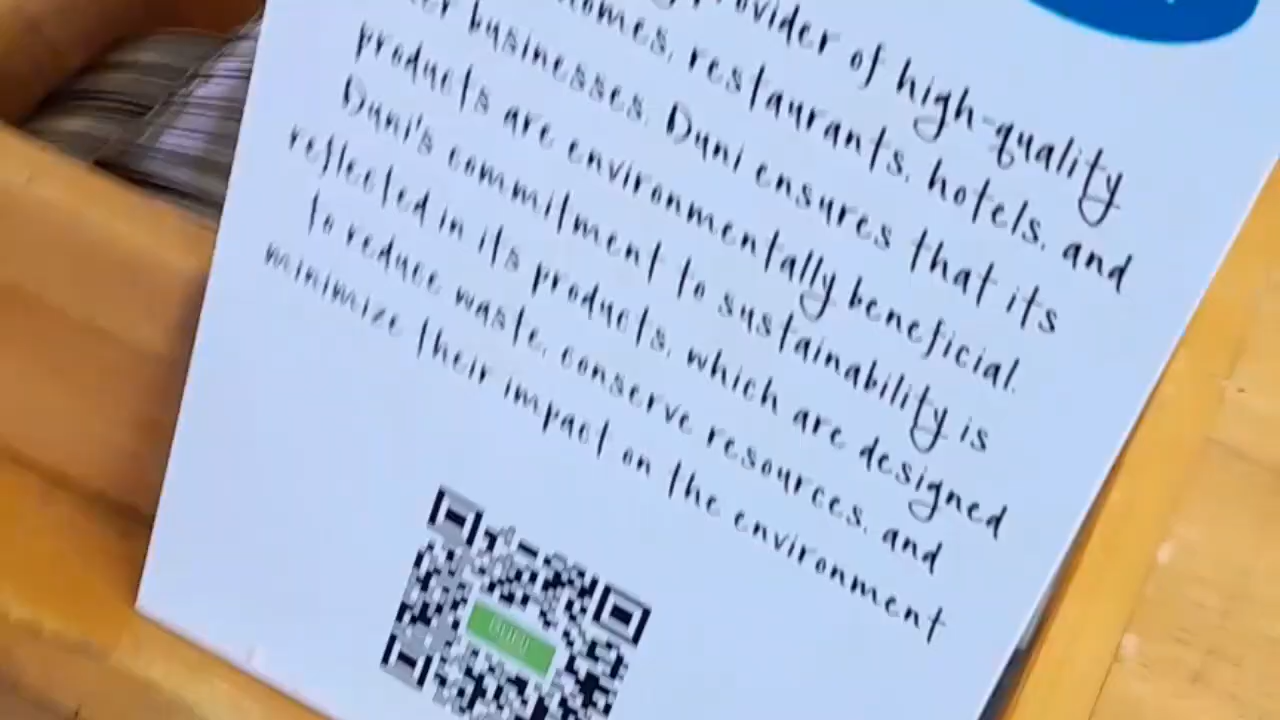 provider of high-quality
homes, restaurants, hotels, and
businesses. Duni ensures that its
products are environmentally beneficial.
Duni's commitment to sustainability is
reflected in its products, which are designed
to reduce waste, conserve resources, and
minimize their impact on the environment